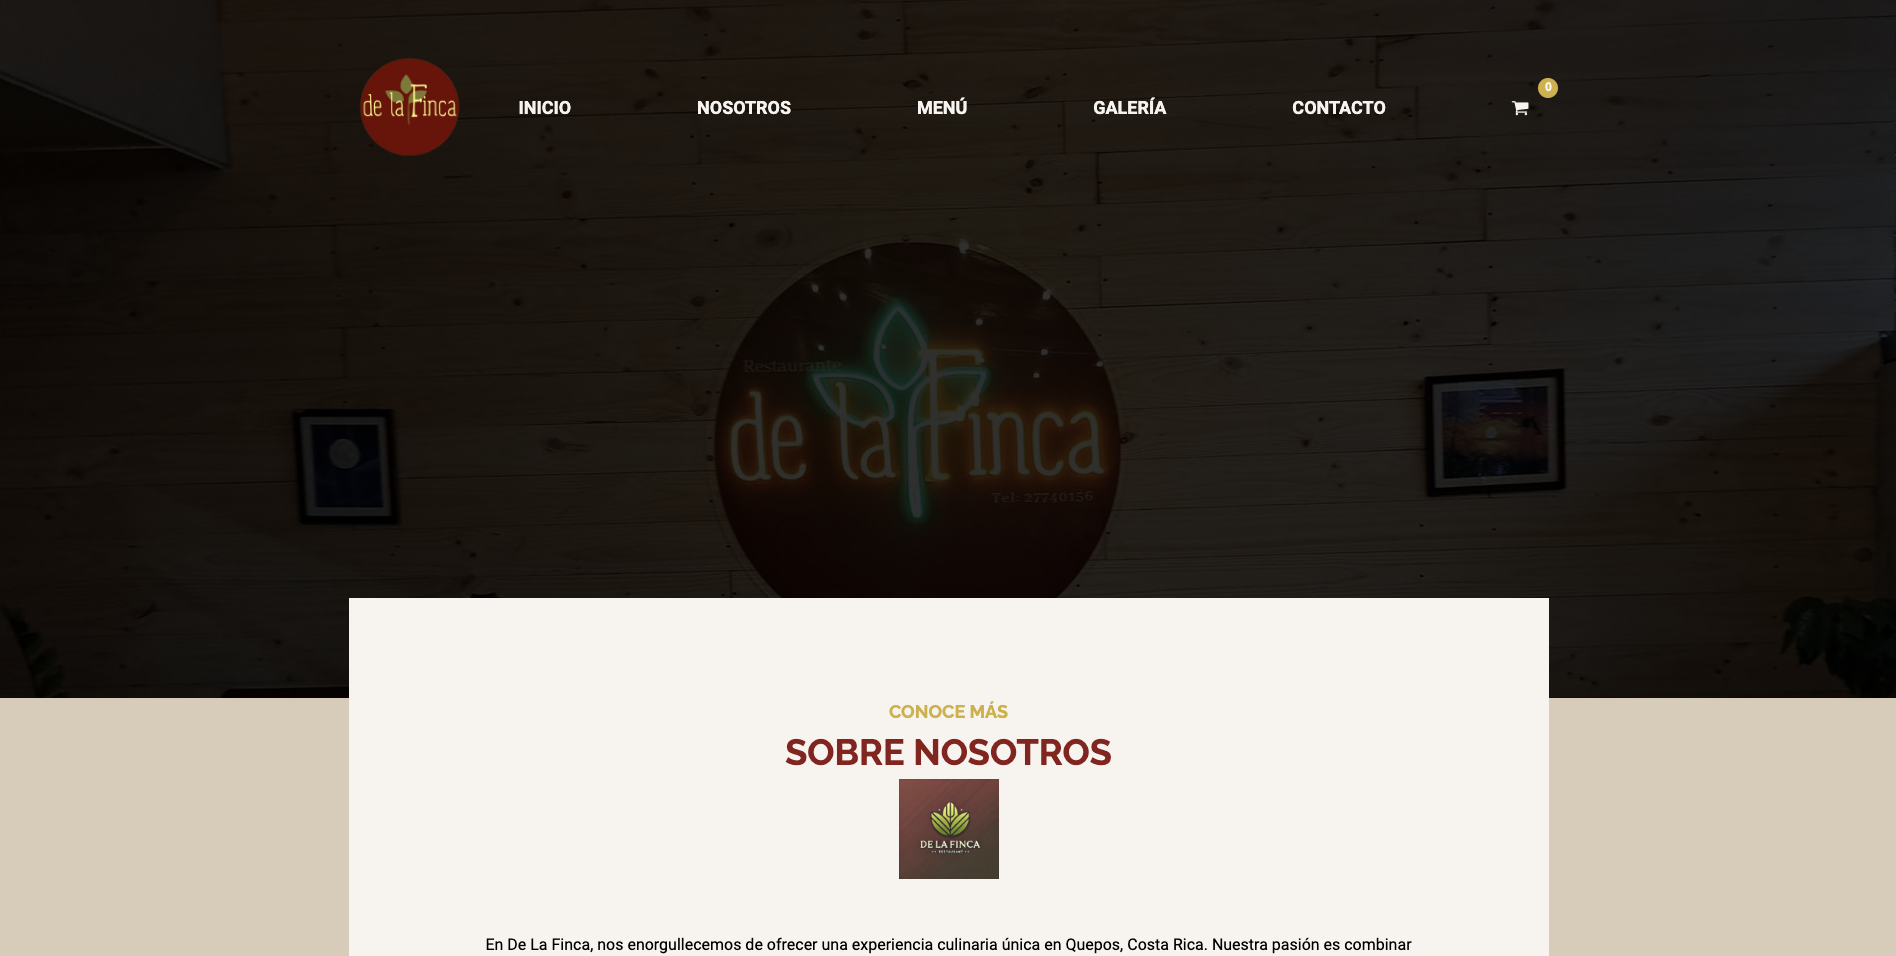 de la Finca
INICIO
NOSOTROS
MENÚ
GALERÍA
CONTACTO
0
Restaurante
de la Finca
Tel: 27740156
CONOCE MÁS
SOBRE NOSOTROS
DE LA FINCA
RESTAURANT
En De La Finca, nos enorgullecemos de ofrecer una experiencia culinaria única en Quepos, Costa Rica. Nuestra pasión es combinar